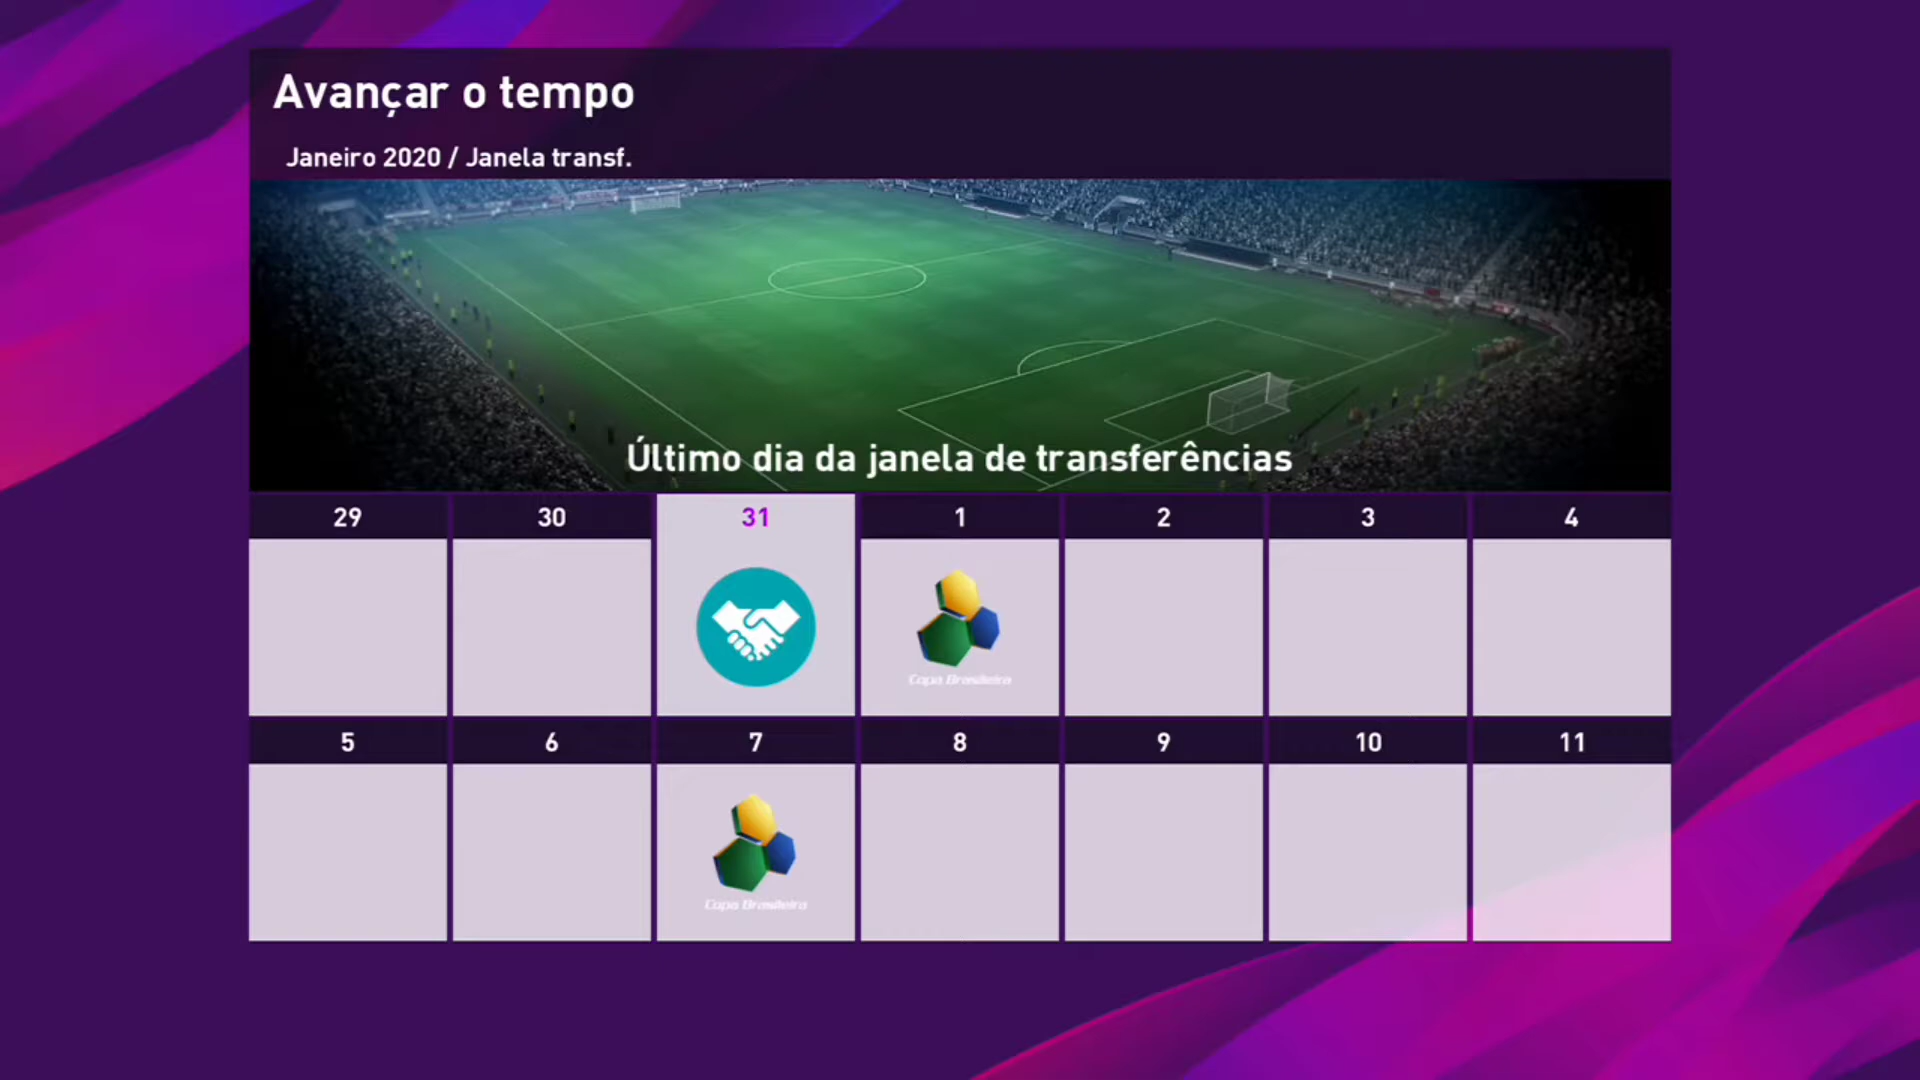 Avançar o tempo
Janeiro 2020 / Janela transf.
Último dia da janela de transferências
29 30 31 1 2 3 4
Copa Brasileira
5 6 7 8 9 10 11
Copa Brasileira